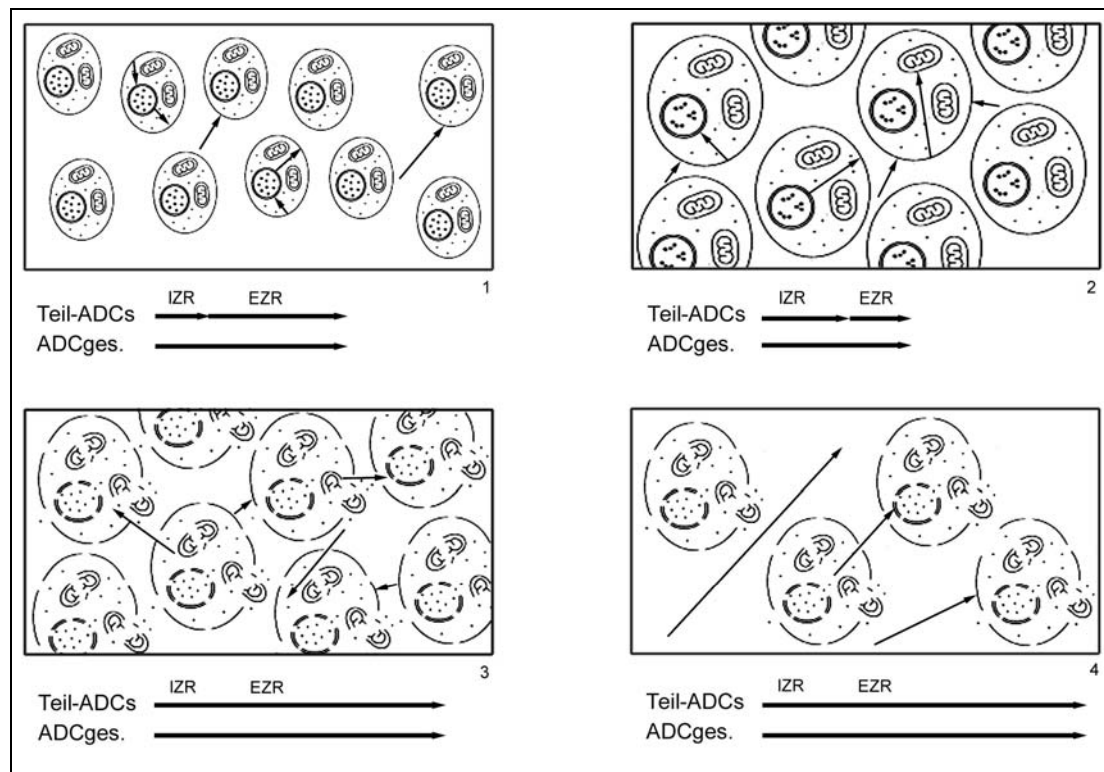 1
IZR EZR
Teil-ADCs
ADCges.
2
IZR EZR
Teil-ADCs
ADCges.
3
IZR EZR
Teil-ADCs
ADCges.
4
IZR EZR
Teil-ADCs
ADCges.